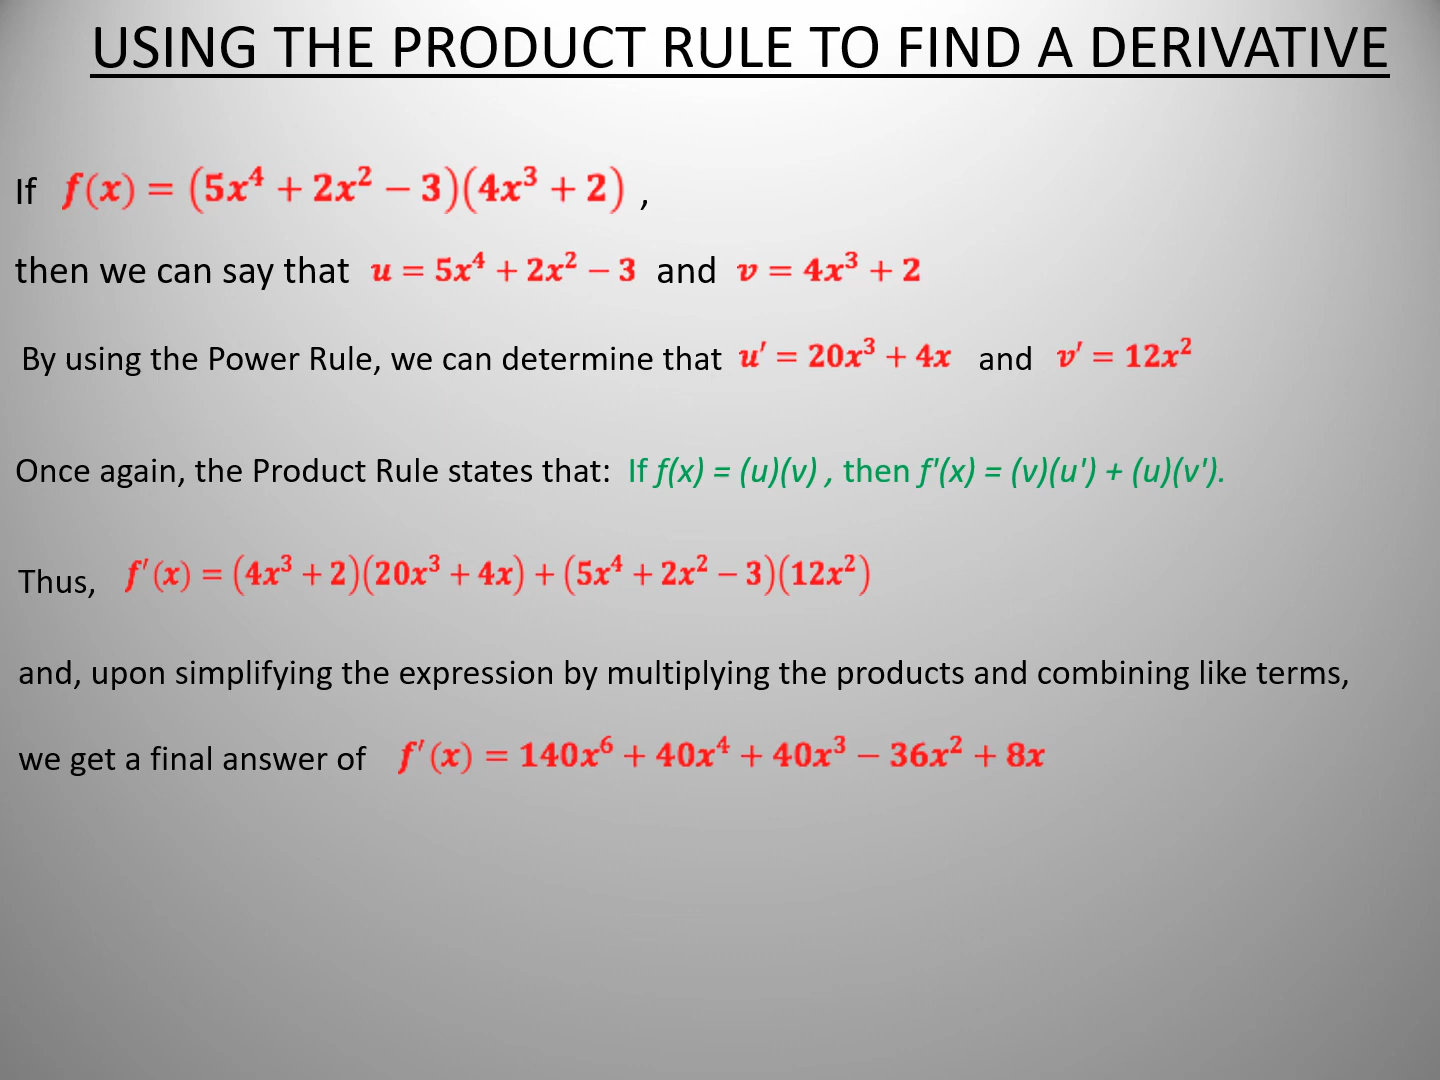 USING THE PRODUCT RULE TO FIND A DERIVATIVE
If f(x) = (5x⁴ + 2x² − 3)(4x³ + 2) ,
then we can say that u = 5x⁴ + 2x² − 3 and v = 4x³ + 2
By using the Power Rule, we can determine that u′ = 20x³ + 4x and v′ = 12x²
Once again, the Product Rule states that: If f(x) = (u)(v) , then f'(x) = (v)(u') + (u)(v').
Thus, f′(x) = (4x³ + 2)(20x³ + 4x) + (5x⁴ + 2x² − 3)(12x²)
and, upon simplifying the expression by multiplying the products and combining like terms,
we get a final answer of f′(x) = 140x⁶ + 40x⁴ + 40x³ − 36x² + 8x